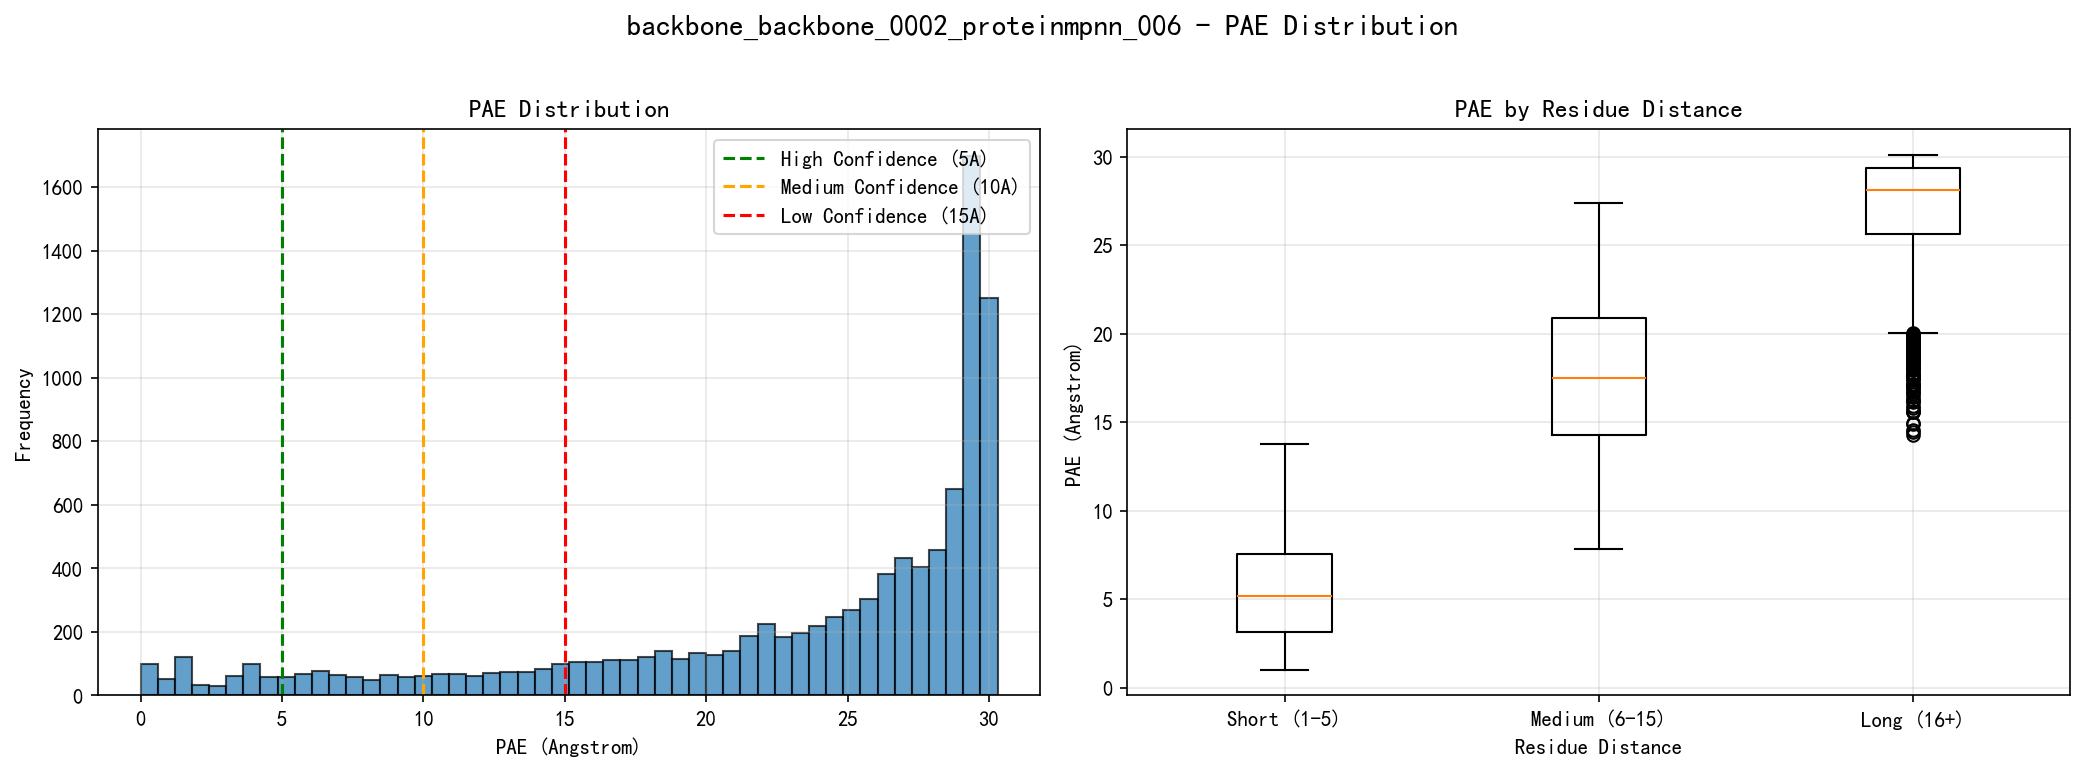 backbone_backbone_0002_proteinmpnn_006 - PAE Distribution
PAE Distribution
High Confidence (5A)
Medium Confidence (10A)
Low Confidence (15A)
Frequency
1600
1400
1200
1000
800
600
400
200
0
0 5 10 15 20 25 30
PAE (Angstrom)
PAE by Residue Distance
PAE (Angstrom)
30
25
20
15
10
5
0
Short (1-5) Medium (6-15) Long (16+)
Residue Distance